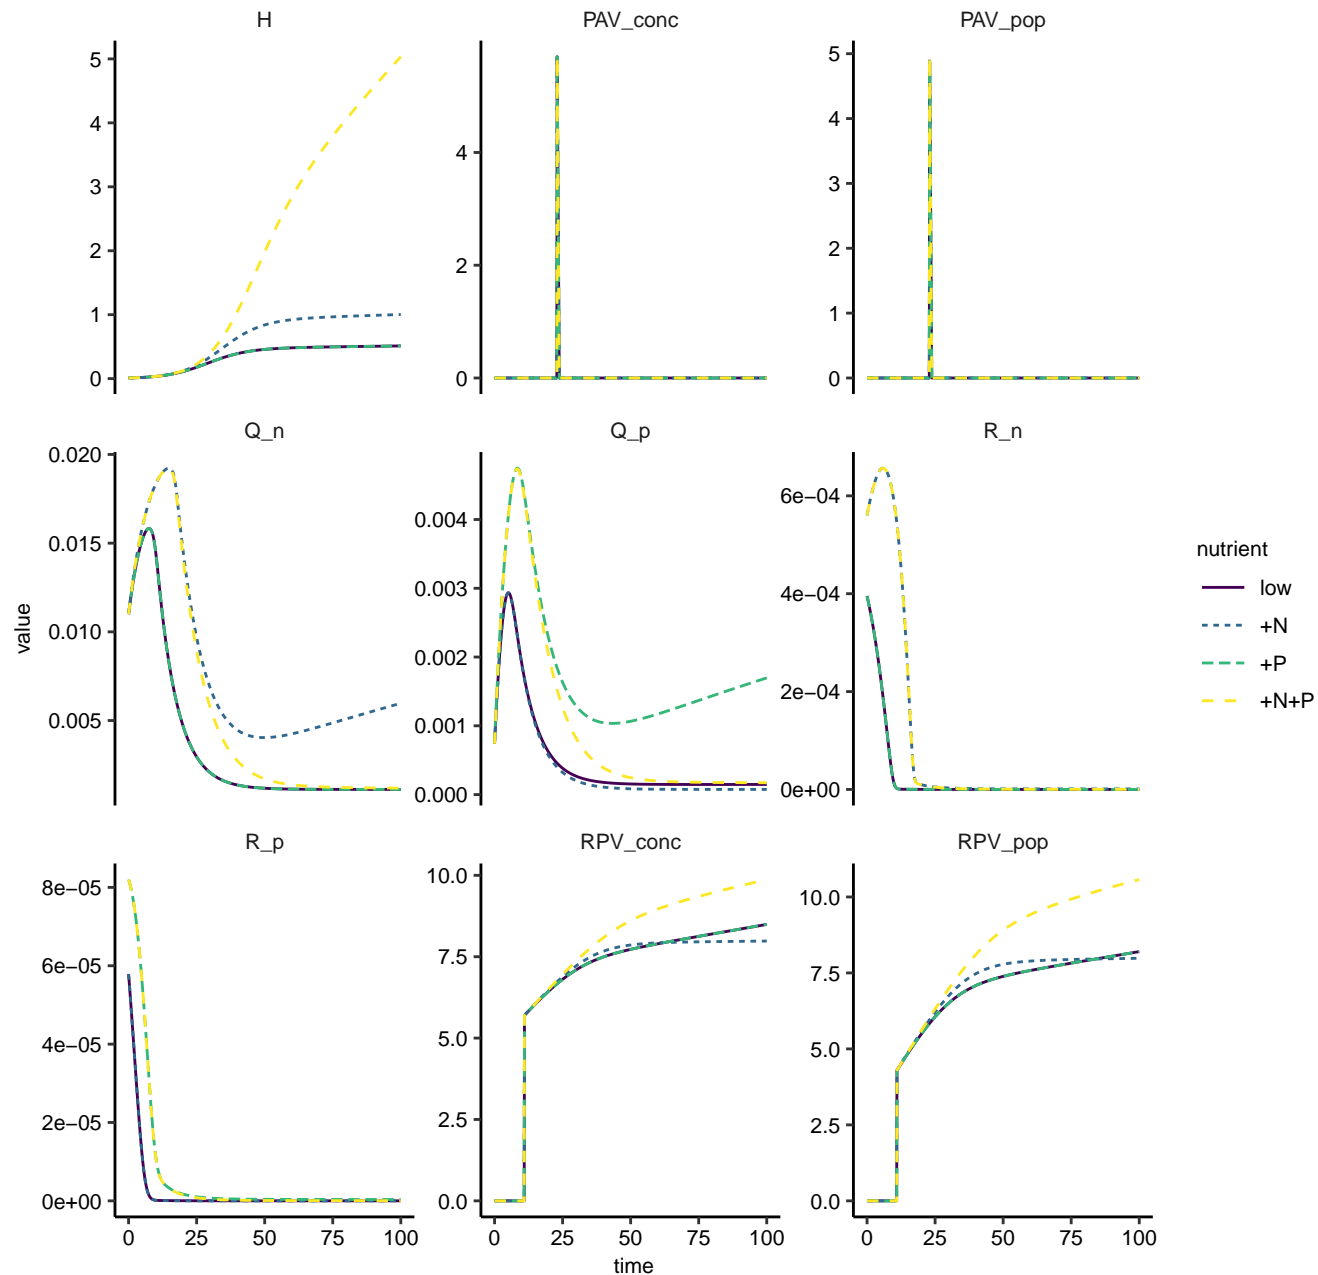 H
PAV_conc
PAV_pop
5
4
3
2
1
0
4
2
0
5
4
3
2
1
0
Q_n
Q_p
R_n
0.020
0.015
0.010
0.005
0.004
0.003
0.002
0.001
0.000
6e−04
4e−04
2e−04
0e+00
R_p
RPV_conc
RPV_pop
8e−05
6e−05
4e−05
2e−05
0e+00
10.0
7.5
5.0
2.5
0.0
10.0
7.5
5.0
2.5
0.0
0 25 50 75 100
0 25 50 75 100
0 25 50 75 100
time
value
nutrient
low
+N
+P
+N+P